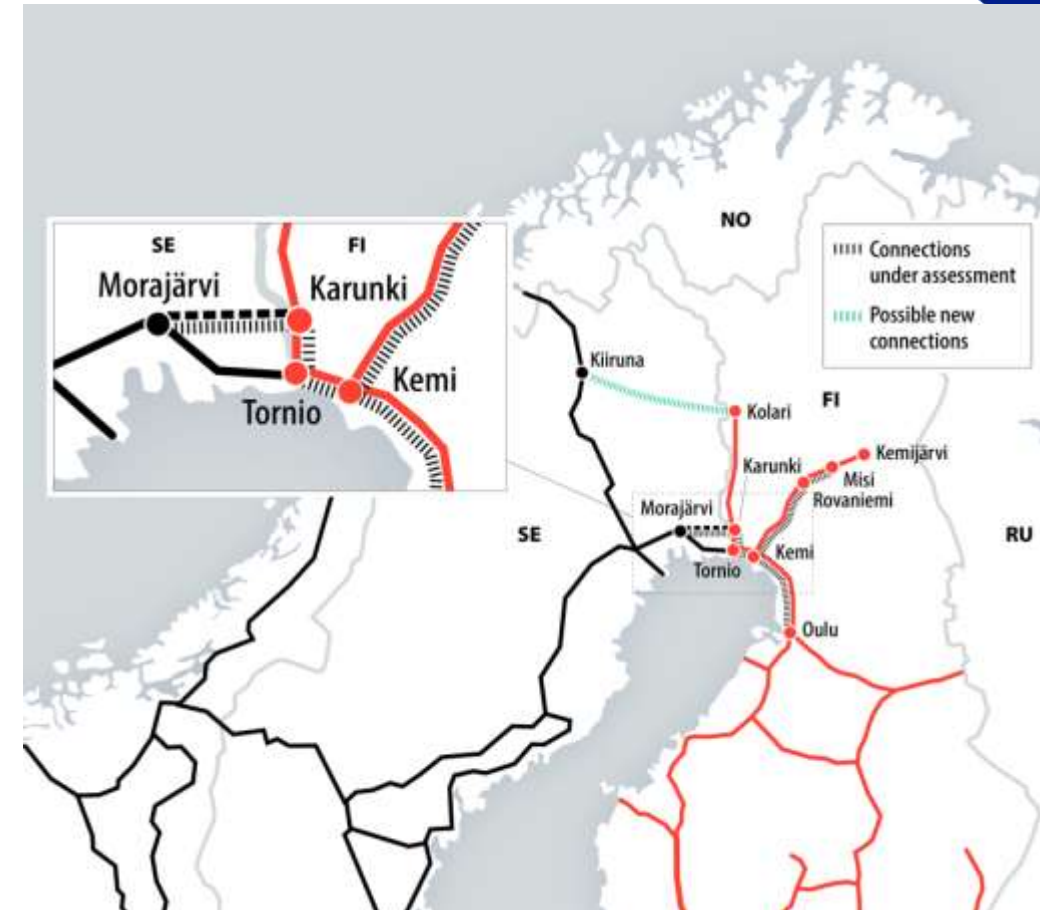 NO
SE
FI
Morajärvi
Karunki
Kemi
Tornio
Connections
under assessment
Possible new
connections
Kiiruna
Kolari
FI
Karunki
Kemijärvi
Misi
Rovaniemi
Morajärvi
SE
Kemi
RU
Tornio
Oulu